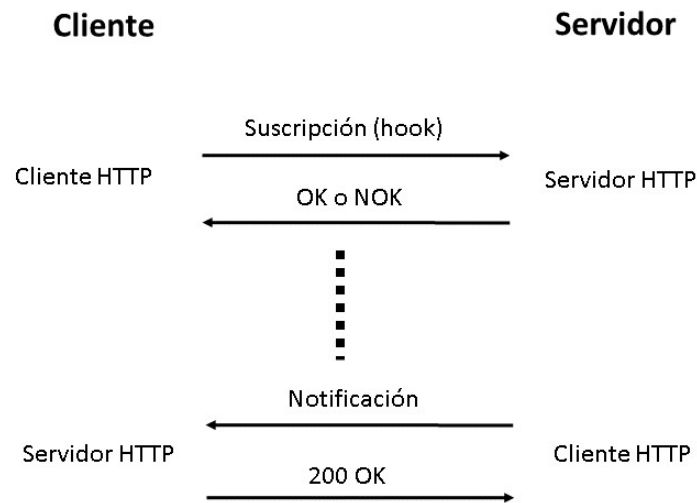 Cliente
Servidor
Suscripción (hook)
Cliente HTTP
Servidor HTTP
OK o NOK
Notificación
Servidor HTTP
Cliente HTTP
200 OK